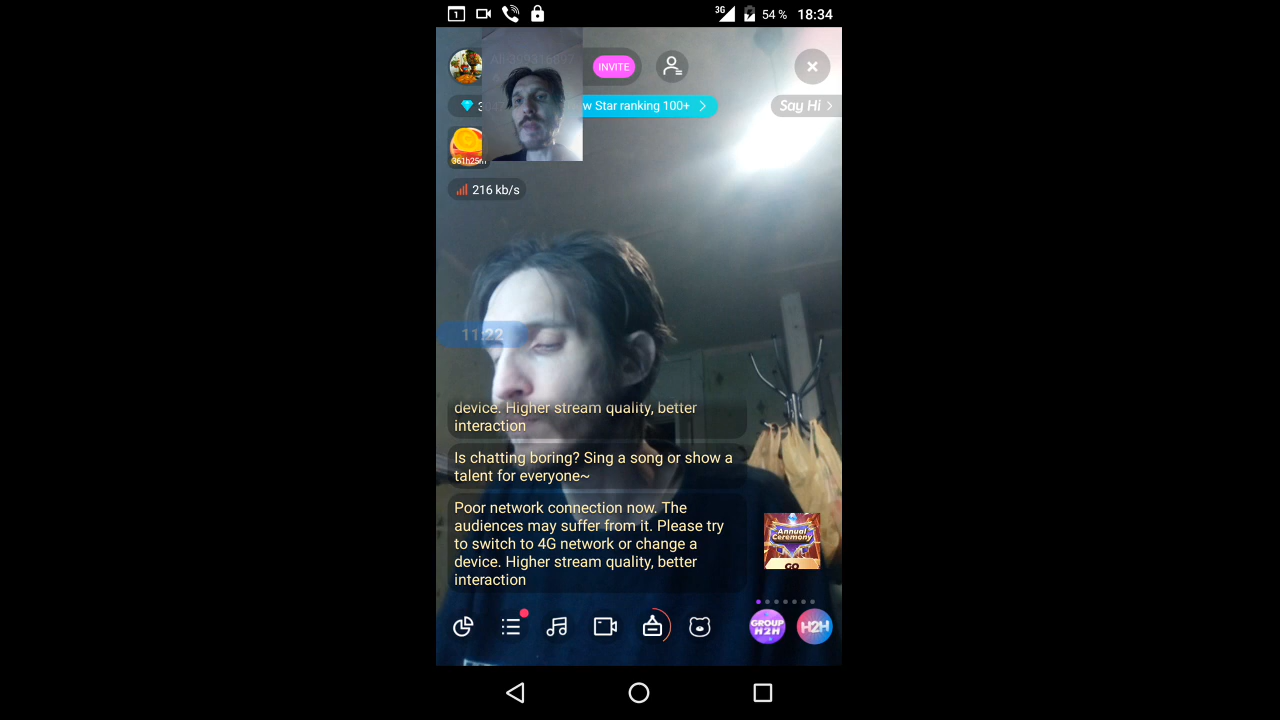 1
3G
54 %
18:34
INVITE
w Star ranking 100+
Say Hi
361h25m
216 kb/s
11:22
device. Higher stream quality, better
interaction
Is chatting boring? Sing a song or show a
talent for everyone~
Poor network connection now. The
audiences may suffer from it. Please try
to switch to 4G network or change a
device. Higher stream quality, better
interaction
Annual
Ceremony
GO
GROUP
H2H
H2H